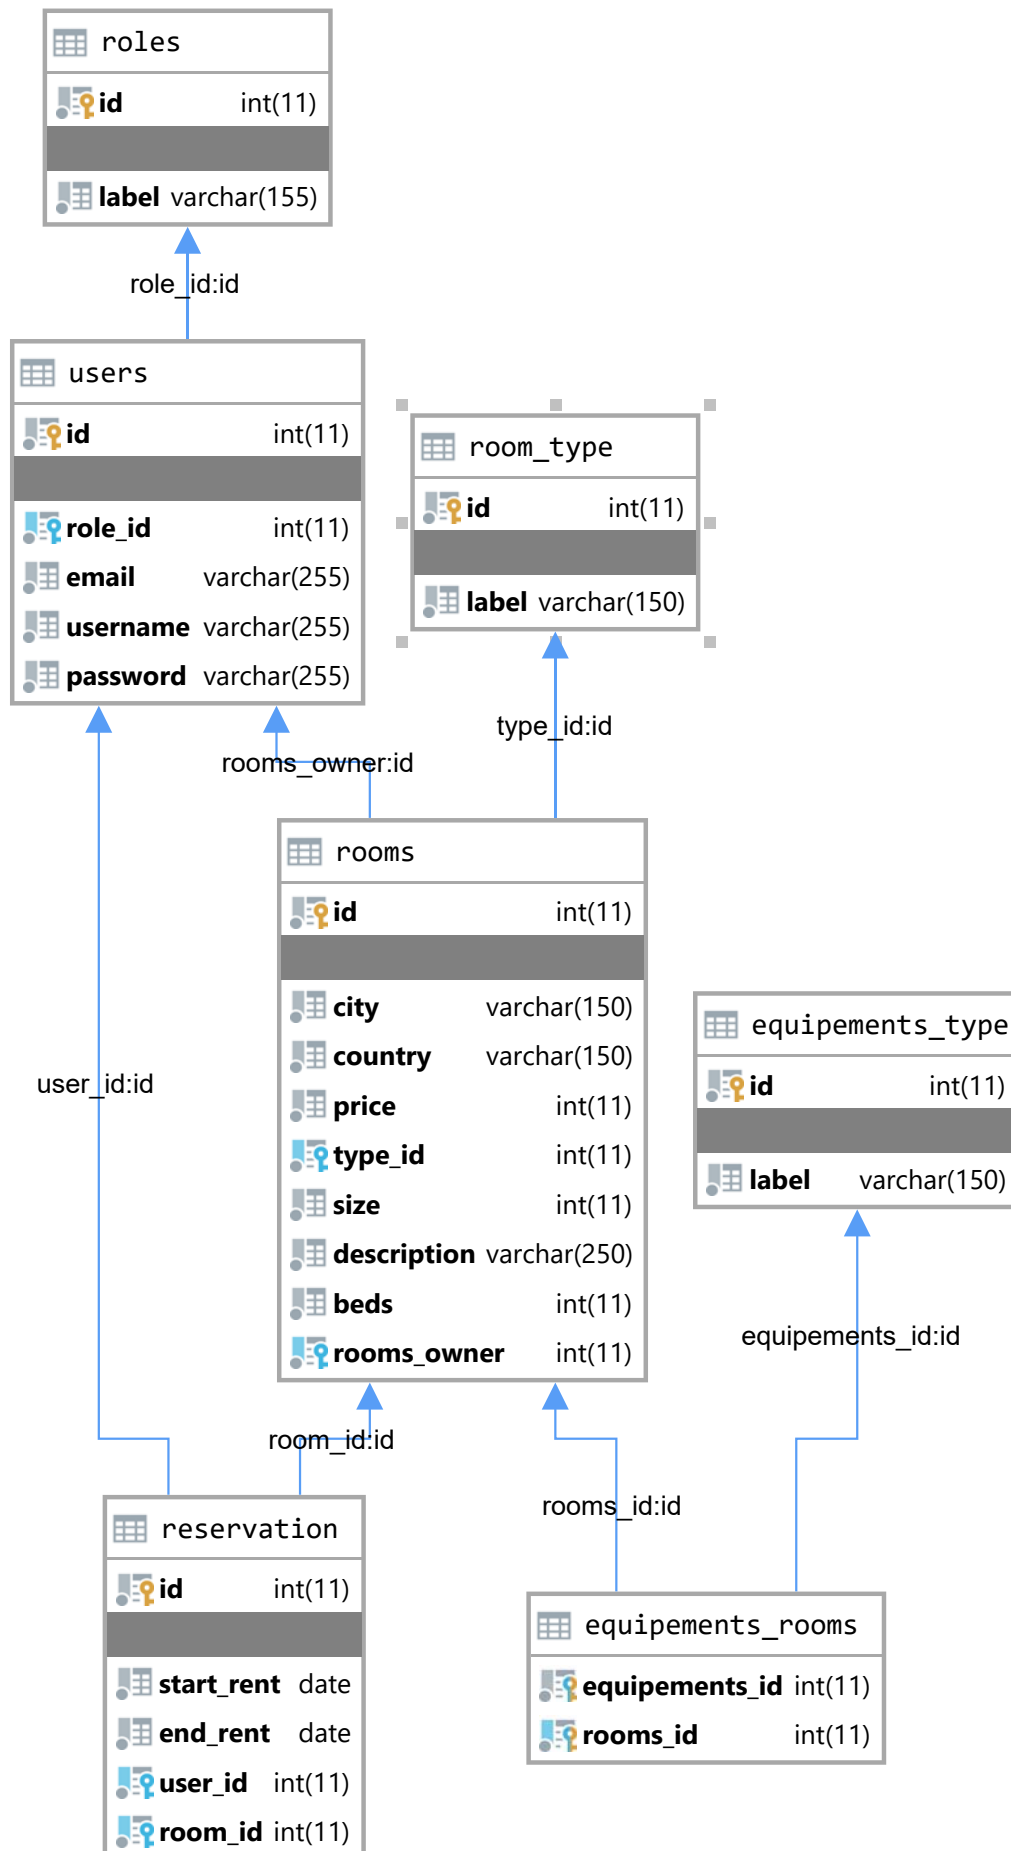 roles
id int(11)
label varchar(155)
role_id:id
users
id int(11)
role_id int(11)
email varchar(255)
username varchar(255)
password varchar(255)
room_type
id int(11)
label varchar(150)
type_id:id
rooms_owner:id
rooms
id int(11)
city varchar(150)
country varchar(150)
price int(11)
type_id int(11)
size int(11)
description varchar(250)
beds int(11)
rooms_owner int(11)
equipements_type
id int(11)
label varchar(150)
user_id:id
equipements_id:id
room_id:id
rooms_id:id
reservation
id int(11)
start_rent date
end_rent date
user_id int(11)
room_id int(11)
equipements_rooms
equipements_id int(11)
rooms_id int(11)